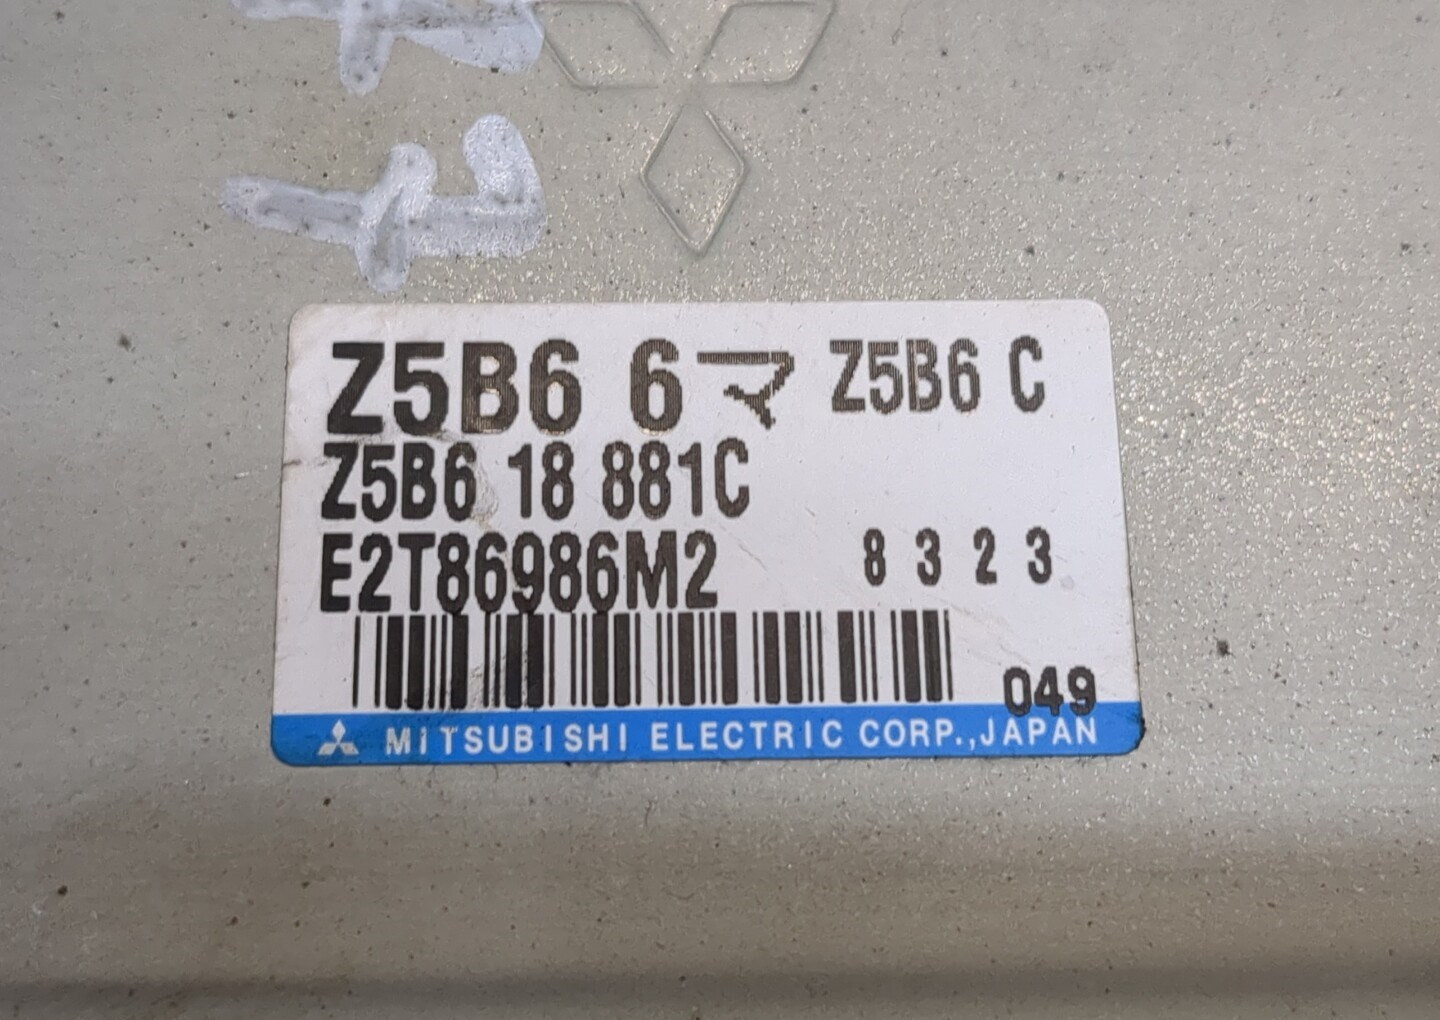 Z5B6 6マ Z5B6 C
Z5B6 18 881C
E2T86986M2 8323
049
MITSUBISHI ELECTRIC CORP.,JAPAN